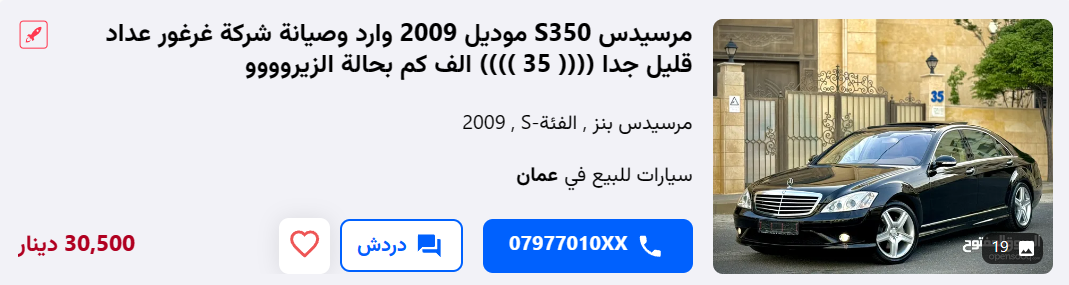 مرسيدس S350 موديل 2009 وارد وصيانة شركة غرغور عداد
قليل جدا (((( 35 )))) الف كم بحالة الزيروووو
مرسيدس بنز , الفئة-S , 2009
سيارات للبيع في عمان
07977010XX
دردش
30,500 دينار
35
19